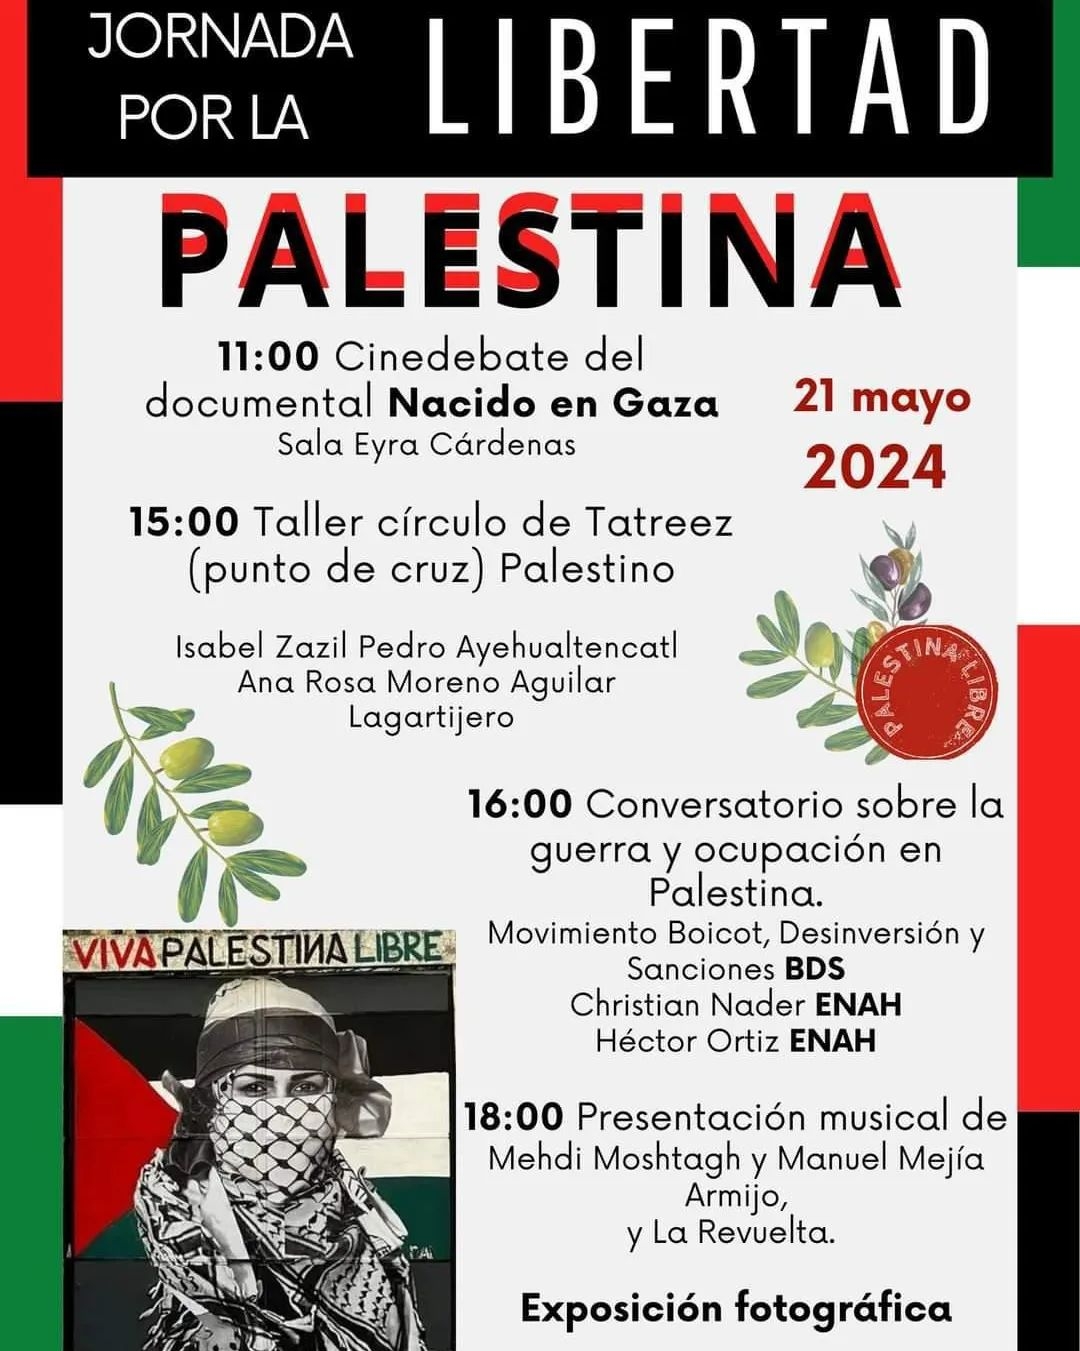 JORNADA
POR LA
LIBERTAD
PALESTINA
11:00 Cinedebate del
documental Nacido en Gaza
Sala Eyra Cárdenas
21 mayo
2024
15:00 Taller círculo de Tatreez
(punto de cruz) Palestino
Isabel Zazil Pedro Ayehualtencatl
Ana Rosa Moreno Aguilar
Lagartijero
PALESTINA LIBRE
16:00 Conversatorio sobre la
guerra y ocupación en
Palestina.
Movimiento Boicot, Desinversión y
Sanciones BDS
Christian Nader ENAH
Héctor Ortiz ENAH
VIVA PALESTINA LIBRE
18:00 Presentación musical de
Mehdi Moshtagh y Manuel Mejía
Armijo,
y La Revuelta.
Exposición fotográfica